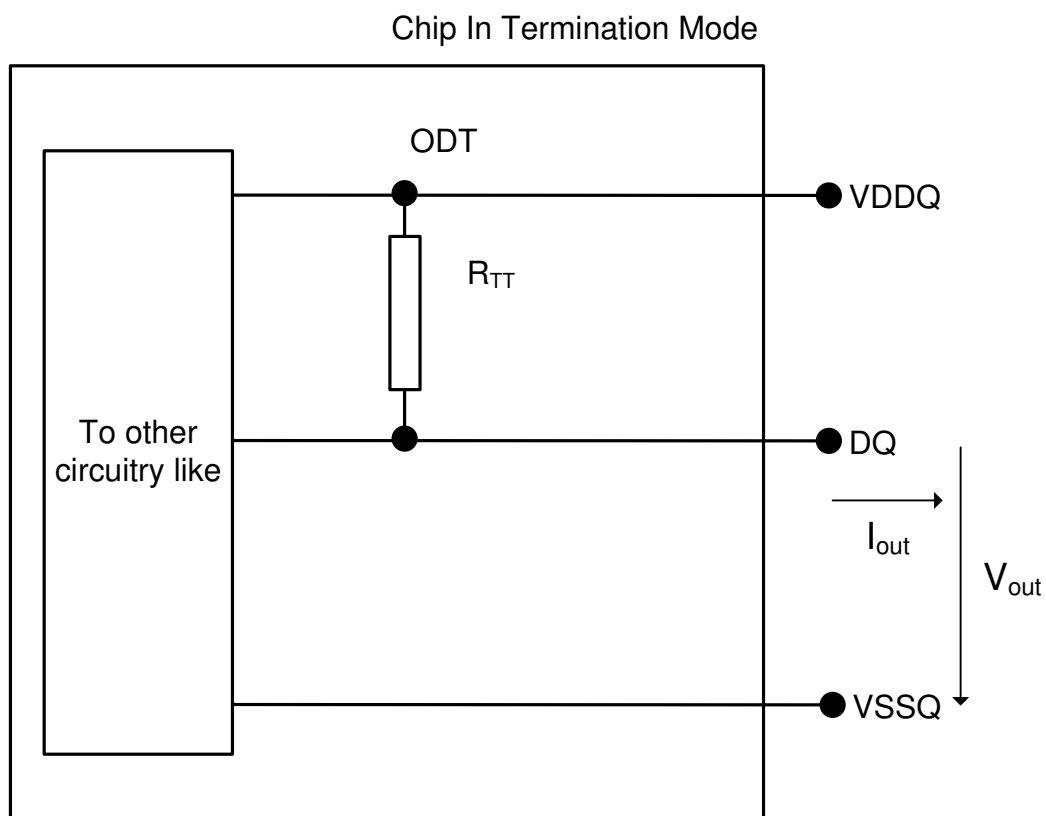 Chip In Termination Mode
ODT
VDDQ
RTT
To other
circuitry like
DQ
Iout
Vout
VSSQ